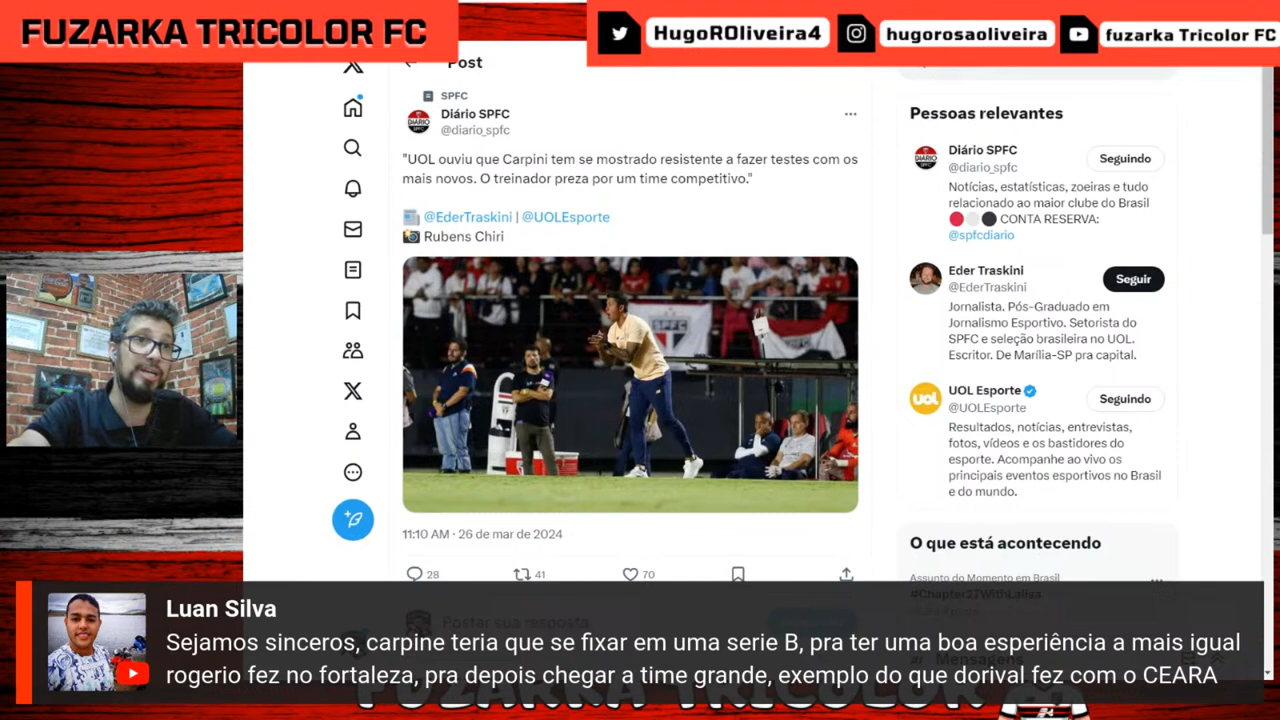 FUZARKA TRICOLOR FC
HugoROliveira4
hugorosaoliveira
fuzarka Tricolor FC
Post
SPFC
Diário SPFC
@diario_spfc
"UOL ouviu que Carpini tem se mostrado resistente a fazer testes com os
mais novos. O treinador preza por um time competitivo."
@EderTraskini | @UOLEsporte
Rubens Chiri
SPFC
11:10 AM · 26 de mar de 2024
28
41
70
Postar sua resposta
Pessoas relevantes
Diário SPFC
@diario_spfc
Seguindo
Notícias, estatísticas, zoeiras e tudo
relacionado ao maior clube do Brasil
CONTA RESERVA:
@spfcdiario
Eder Traskini
@EderTraskini
Seguir
Jornalista. Pós-Graduado em
Jornalismo Esportivo. Setorista do
SPFC e seleção brasileira no UOL.
Escritor. De Marília-SP pra capital.
UOL Esporte
@UOLEsporte
Seguindo
Resultados, notícias, entrevistas,
fotos, vídeos e os bastidores do
esporte. Acompanhe ao vivo os
principais eventos esportivos no Brasil
e do mundo.
O que está acontecendo
Assunto do Momento em Brasil
#Chapter27WithLalisa
Mensagens
Luan Silva
Sejamos sinceros, carpine teria que se fixar em uma serie B, pra ter uma boa esperiência a mais igual
rogerio fez no fortaleza, pra depois chegar a time grande, exemplo do que dorival fez com o CEARA
FUZARKA TRICOLOR